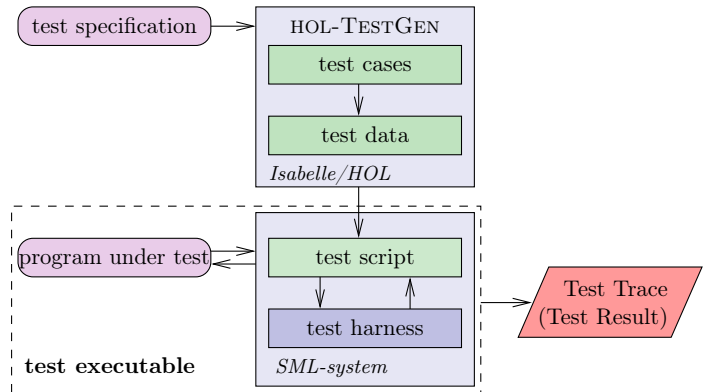 test specification
HOL-TESTGEN
test cases
test data
Isabelle/HOL
program under test
test script
test harness
Test Trace
(Test Result)
test executable
SML-system